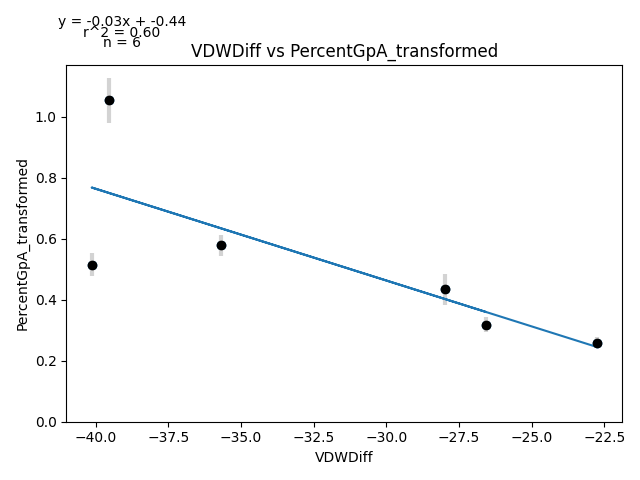 y = -0.03x + -0.44
r^2 = 0.60
n = 6
VDWDiff vs PercentGpA_transformed
PercentGpA_transformed
1.0
0.8
0.6
0.4
0.2
0.0
−40.0 −37.5 −35.0 −32.5 −30.0 −27.5 −25.0 −22.5
VDWDiff